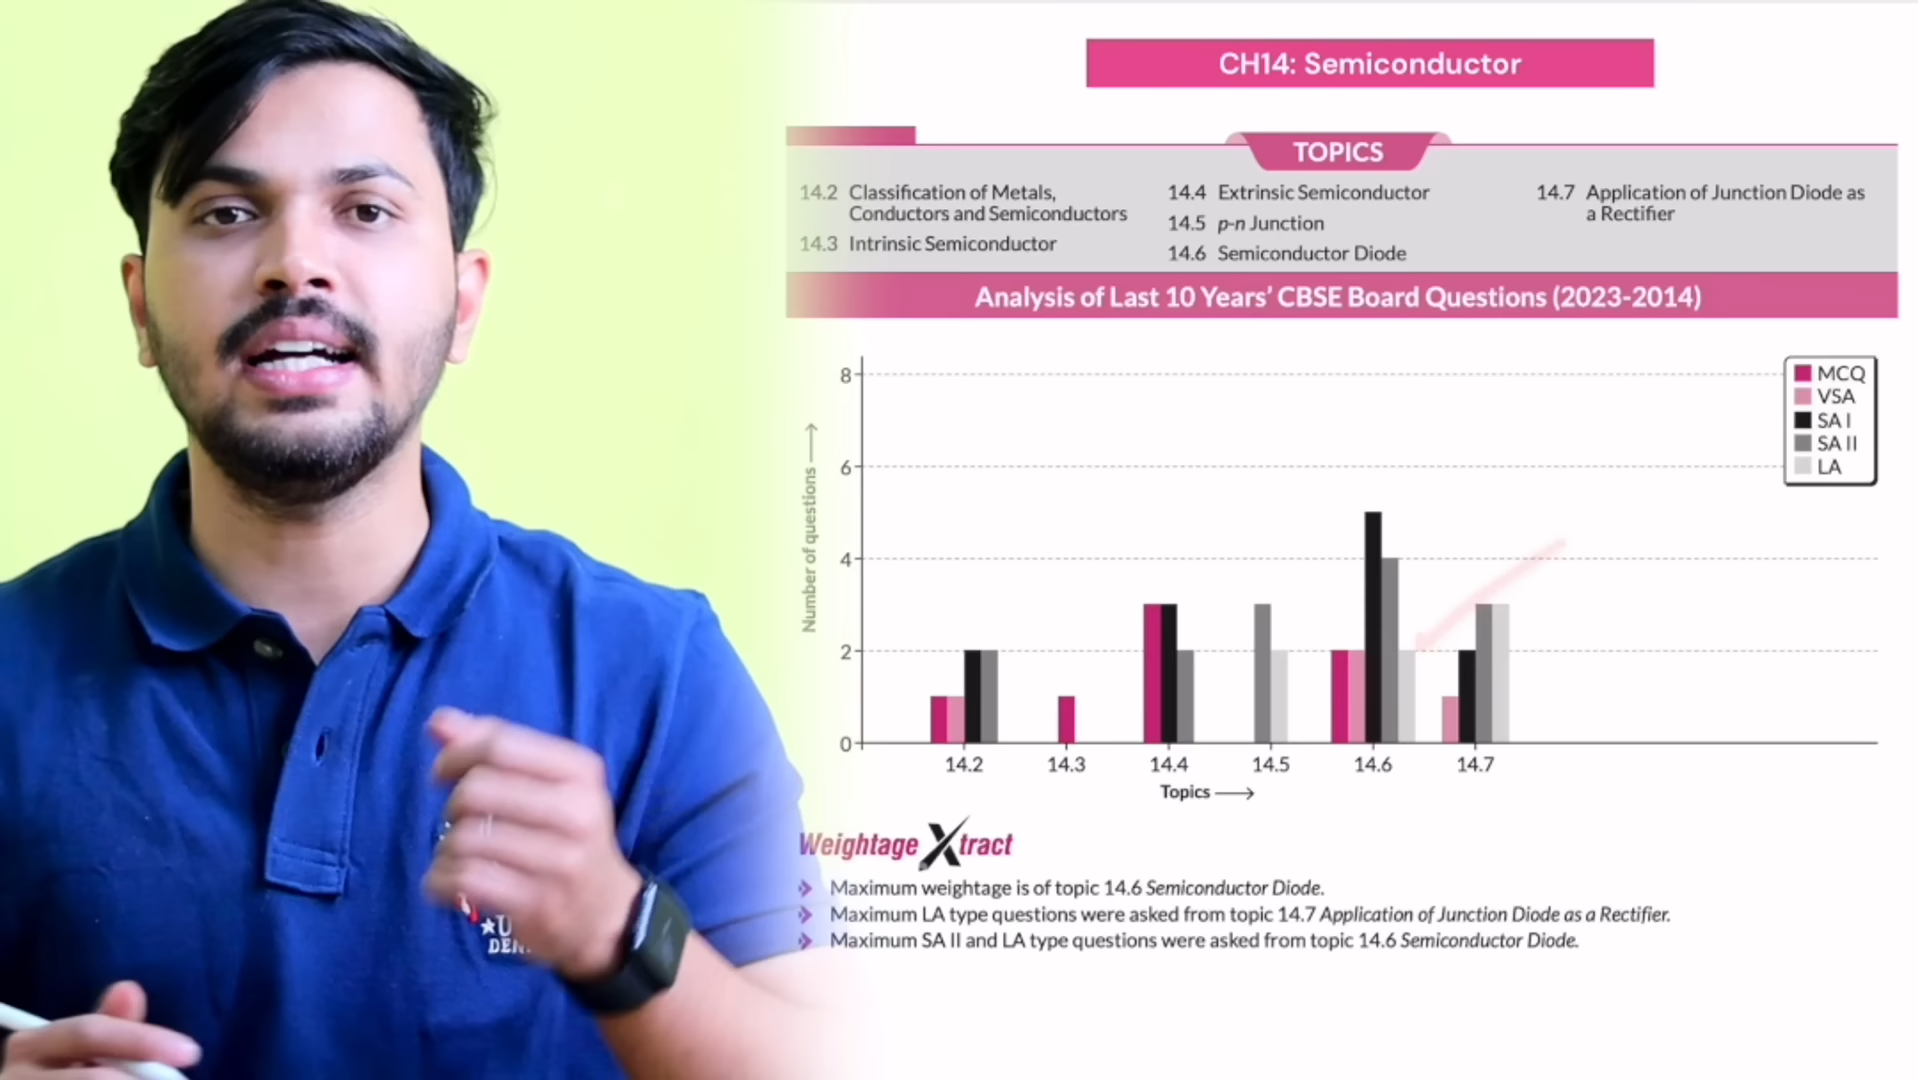 CH14: Semiconductor
TOPICS
14.2 Classification of Metals,
Conductors and Semiconductors
14.3 Intrinsic Semiconductor
14.4 Extrinsic Semiconductor
14.5 p-n Junction
14.6 Semiconductor Diode
14.7 Application of Junction Diode as
a Rectifier
Analysis of Last 10 Years' CBSE Board Questions (2023-2014)
Number of questions
8
6
4
2
0
MCQ
VSA
SA I
SA II
LA
14.2 14.3 14.4 14.5 14.6 14.7
Topics
Weightage Xtract
Maximum weightage is of topic 14.6 Semiconductor Diode.
Maximum LA type questions were asked from topic 14.7 Application of Junction Diode as a Rectifier.
Maximum SA II and LA type questions were asked from topic 14.6 Semiconductor Diode.